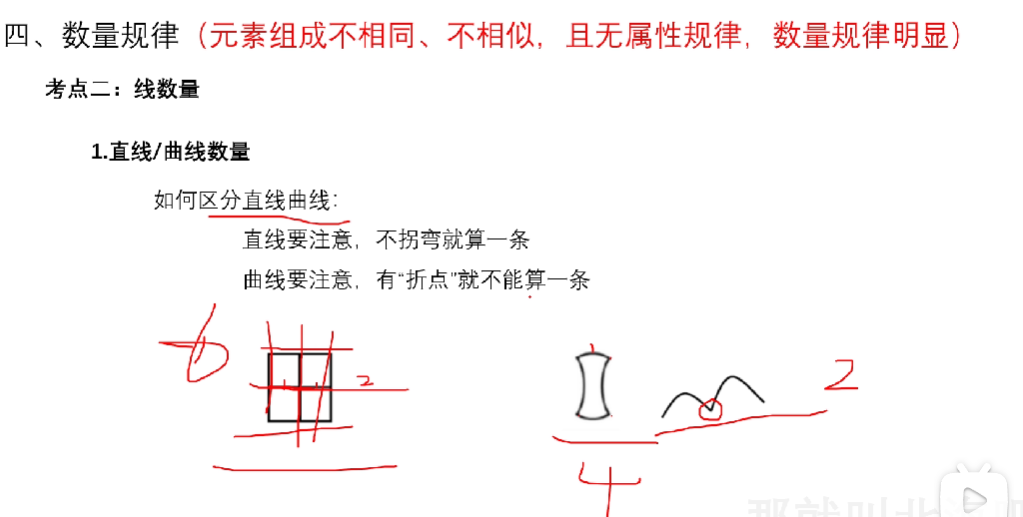 四、数量规律（元素组成不相同、不相似，且无属性规律，数量规律明显）
考点二：线数量
1.直线/曲线数量
如何区分直线曲线：
直线要注意，不拐弯就算一条
曲线要注意，有“折点”就不能算一条
6
2
2
4